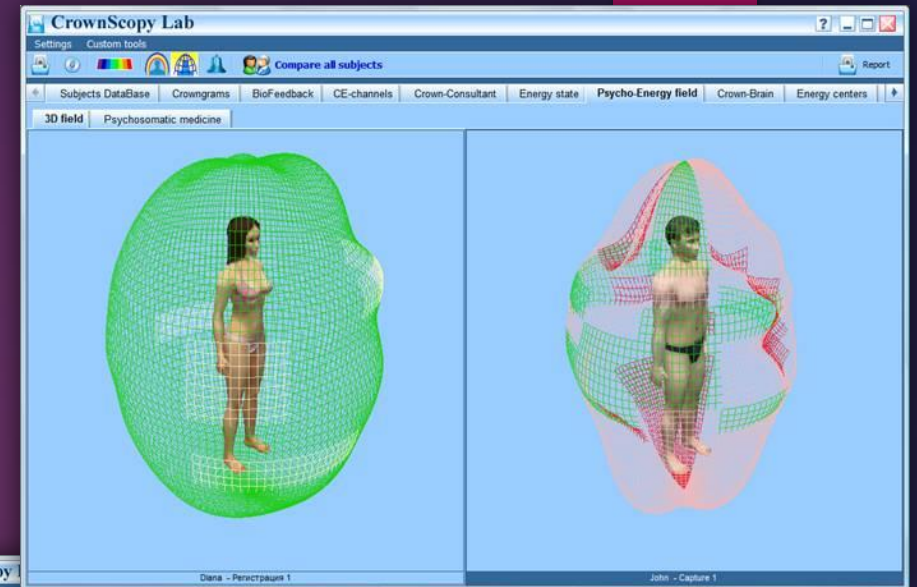 CrownScopy Lab
Settings Custom tools
Compare all subjects
Report
Subjects DataBase Crowngrams BioFeedback CE-channels Crown-Consultant Energy state Psycho-Energy field Crown-Brain Energy centers
3D field Psychosomatic medicine
Diana - Регистрация 1 John - Capture 1